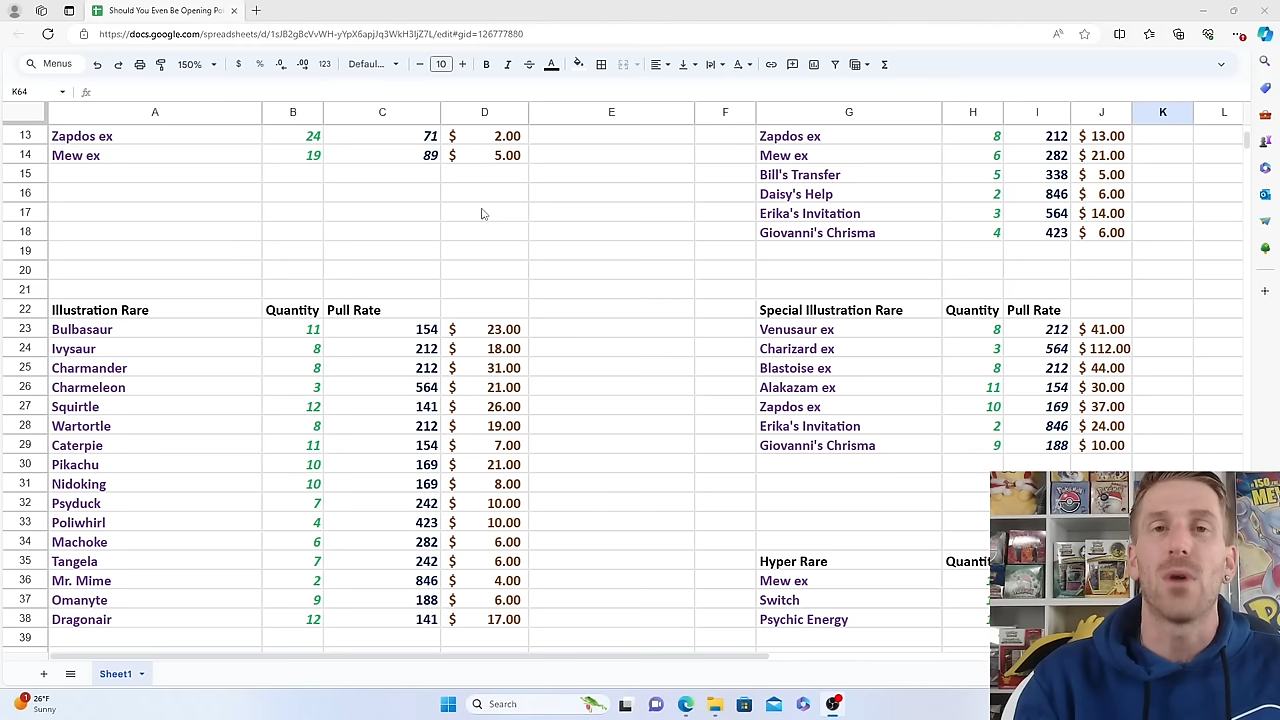 Should You Even Be Opening Po
https://docs.google.com/spreadsheets/d/1sJB2gBcVvWH-yYpX6apjJq3WkH3IjZ7L/edit#gid=126777880
Menus 150% $ % .0 .00 123 Defaul... 10 B I A Σ
K64 fx
A B C D E F G H I J K L
13 Zapdos ex 24 71 $ 2.00 Zapdos ex 8 212 $ 13.00
14 Mew ex 19 89 $ 5.00 Mew ex 6 282 $ 21.00
15 Bill's Transfer 5 338 $ 5.00
16 Daisy's Help 2 846 $ 6.00
17 Erika's Invitation 3 564 $ 14.00
18 Giovanni's Chrisma 4 423 $ 6.00
19
20
21
22 Illustration Rare Quantity Pull Rate Special Illustration Rare Quantity Pull Rate
23 Bulbasaur 11 154 $ 23.00 Venusaur ex 8 212 $ 41.00
24 Ivysaur 8 212 $ 18.00 Charizard ex 3 564 $ 112.00
25 Charmander 8 212 $ 31.00 Blastoise ex 8 212 $ 44.00
26 Charmeleon 3 564 $ 21.00 Alakazam ex 11 154 $ 30.00
27 Squirtle 12 141 $ 26.00 Zapdos ex 10 169 $ 37.00
28 Wartortle 8 212 $ 19.00 Erika's Invitation 2 846 $ 24.00
29 Caterpie 11 154 $ 7.00 Giovanni's Chrisma 9 188 $ 10.00
30 Pikachu 10 169 $ 21.00
31 Nidoking 10 169 $ 8.00
32 Psyduck 7 242 $ 10.00
33 Poliwhirl 4 423 $ 10.00
34 Machoke 6 282 $ 6.00
35 Tangela 7 242 $ 6.00 Hyper Rare Quantit
36 Mr. Mime 2 846 $ 4.00 Mew ex
37 Omanyte 9 188 $ 6.00 Switch
38 Dragonair 12 141 $ 17.00 Psychic Energy
39
Sheet1
26°F
Sunny
Search
150
ME